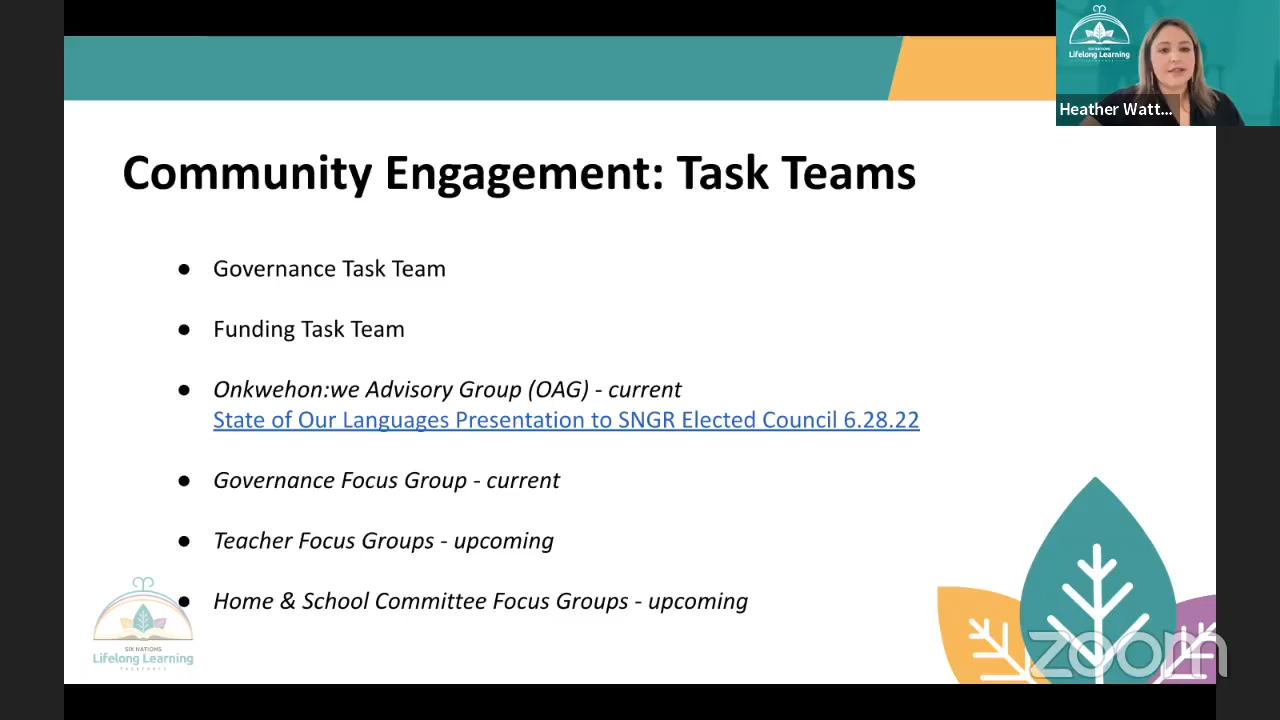 Lifelong Learning
Heather Watt...
Community Engagement: Task Teams
● Governance Task Team
● Funding Task Team
● Onkwehon:we Advisory Group (OAG) - current
State of Our Languages Presentation to SNGR Elected Council 6.28.22
● Governance Focus Group - current
● Teacher Focus Groups - upcoming
● Home & School Committee Focus Groups - upcoming
SIX NATIONS
Lifelong Learning
zoom